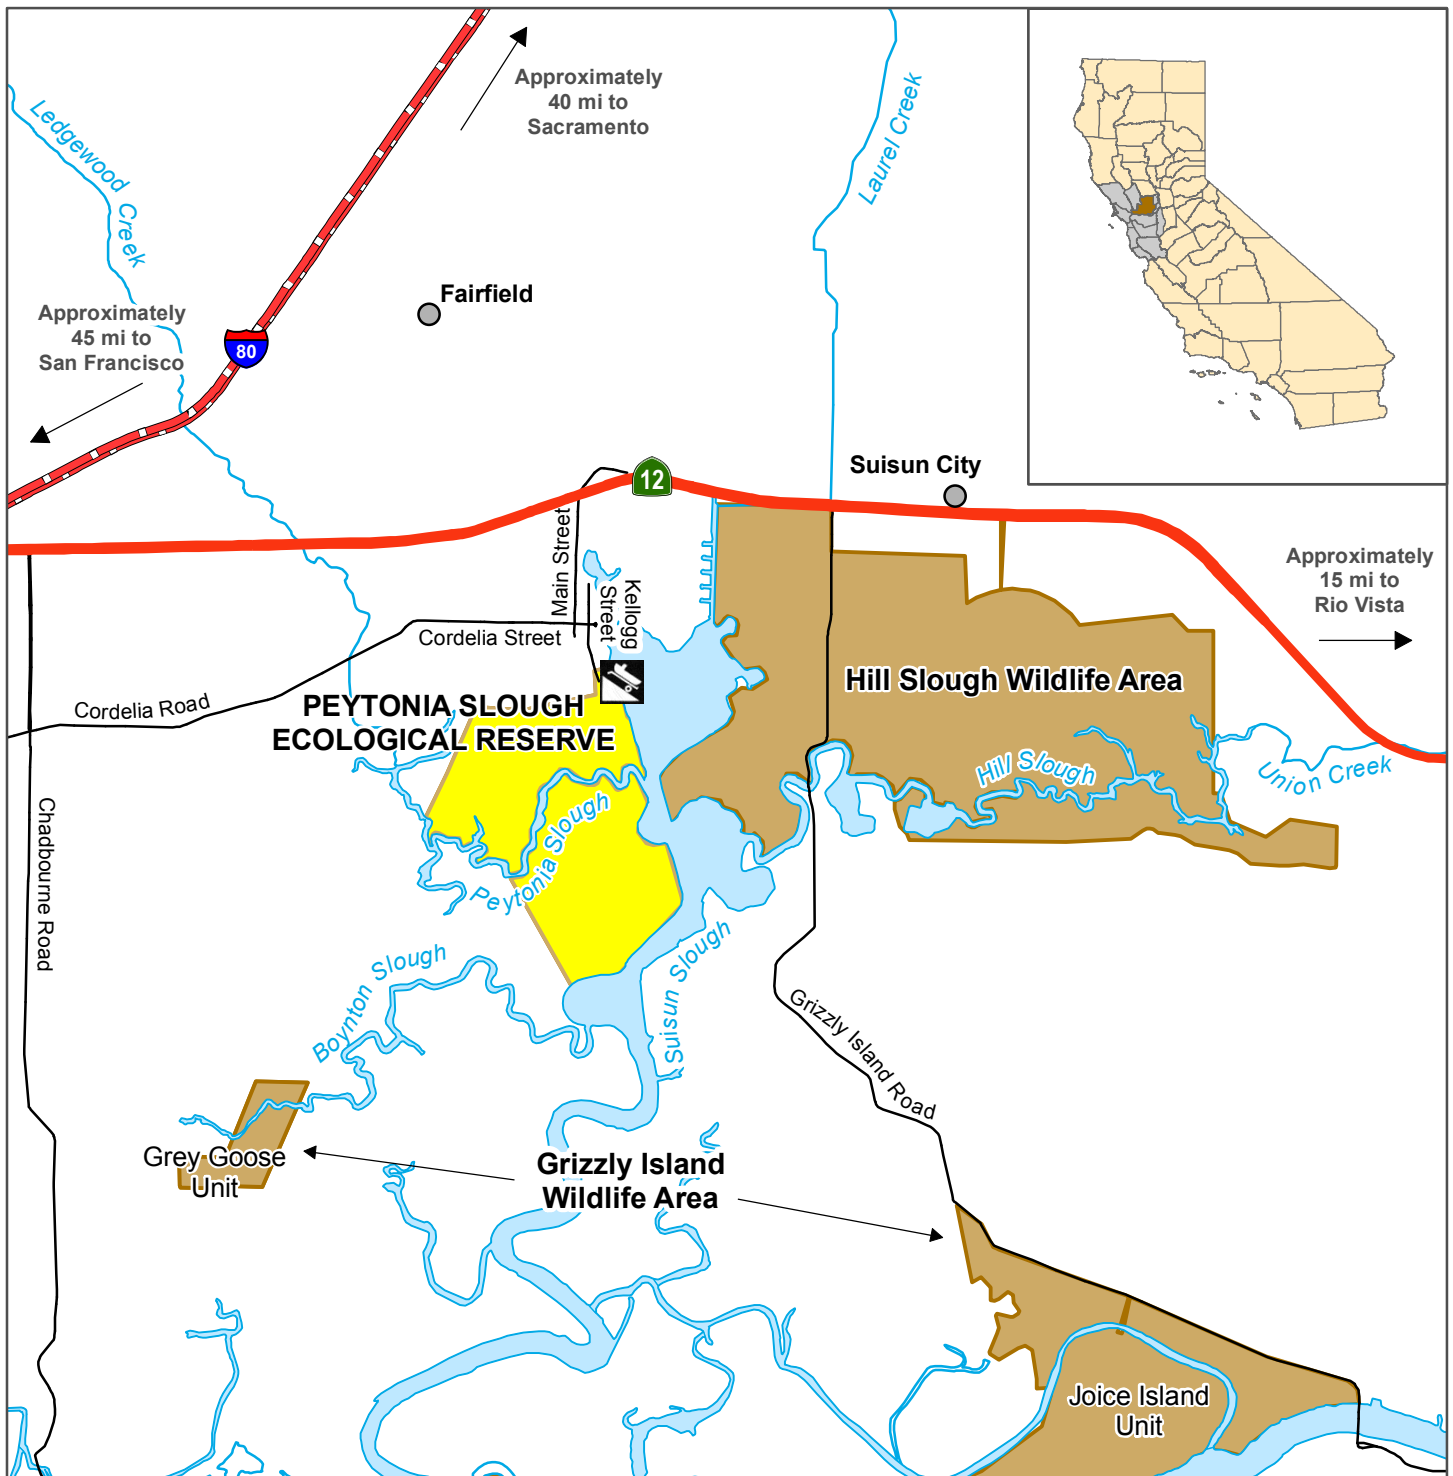 Approximately
40 mi to
Sacramento
Laurel Creek
Ledgewood Creek
Fairfield
Approximately
45 mi to
San Francisco
80
Suisun City
12
Approximately
15 mi to
Rio Vista
Main Street
Kellogg
Street
Cordelia Street
Cordelia Road
PEYTONIA SLOUGH
ECOLOGICAL RESERVE
Hill Slough Wildlife Area
Hill Slough
Union Creek
Chadbourne Road
Peytonia Slough
Suisun Slough
Boynton Slough
Grizzly Island Road
Grey Goose
Unit
Grizzly Island
Wildlife Area
Joice Island
Unit